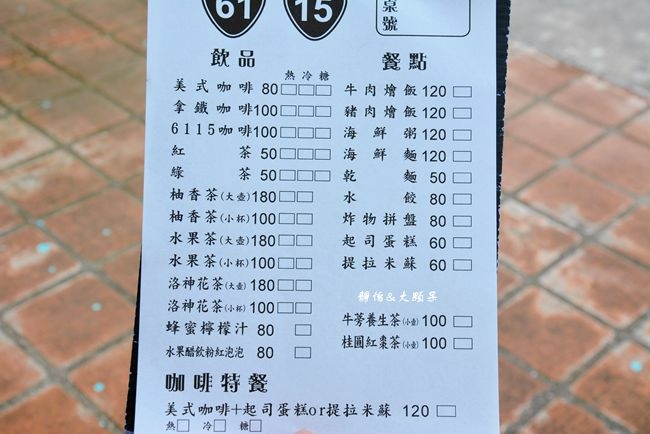 61 15
桌號
飲品
熱 冷 糖
美式咖啡 80
拿鐵咖啡 100
6115咖啡 100
紅茶 50
綠茶 50
柚香茶(大壺) 180
柚香茶(小杯) 100
水果茶(大壺) 180
水果茶(小杯) 100
洛神花茶(大壺) 180
洛神花茶(小杯) 100
蜂蜜檸檬汁 80
水果醋飲粉紅泡泡 80
餐點
牛肉燴飯 120
豬肉燴飯 120
海鮮粥 120
海鮮麵 120
乾麵 50
水餃 80
炸物拼盤 80
起司蛋糕 60
提拉米蘇 60
靜怡&大顆呆
牛蒡養生茶(小壺) 100
桂圓紅棗茶(小壺) 100
咖啡特餐
美式咖啡+起司蛋糕or提拉米蘇 120
熱 冷 糖